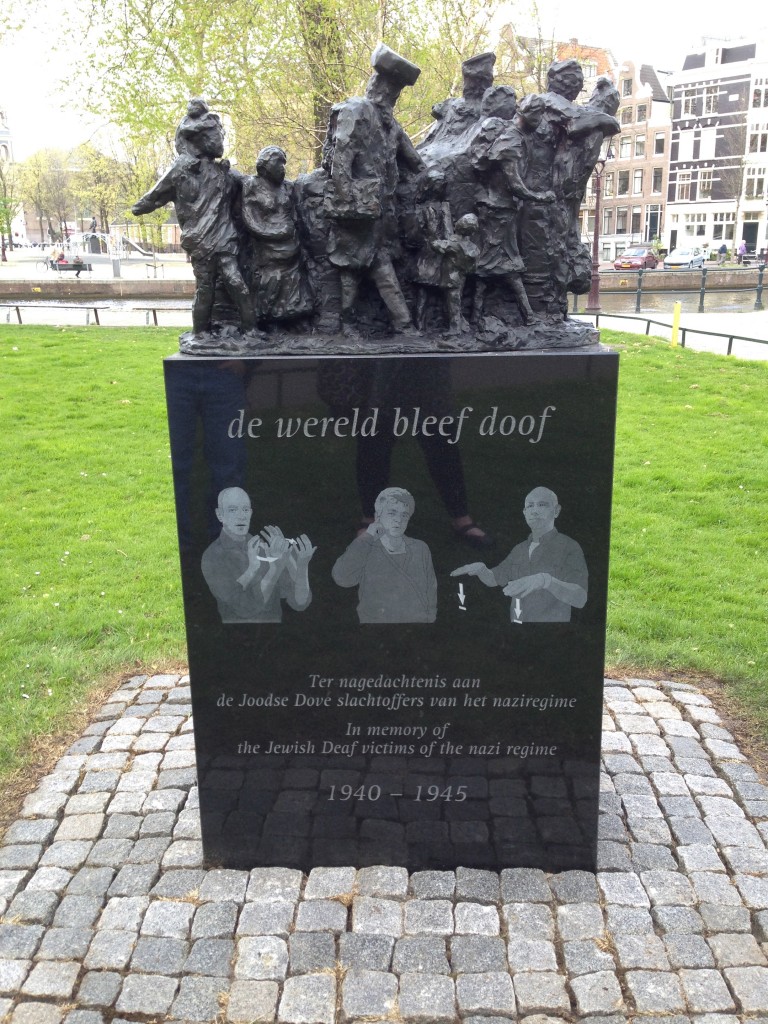 de wereld bleef doof
Ter nagedachtenis aan
de Joodse Dove slachtoffers van het naziregime
In memory of
the Jewish Deaf victims of the nazi regime
1940 – 1945